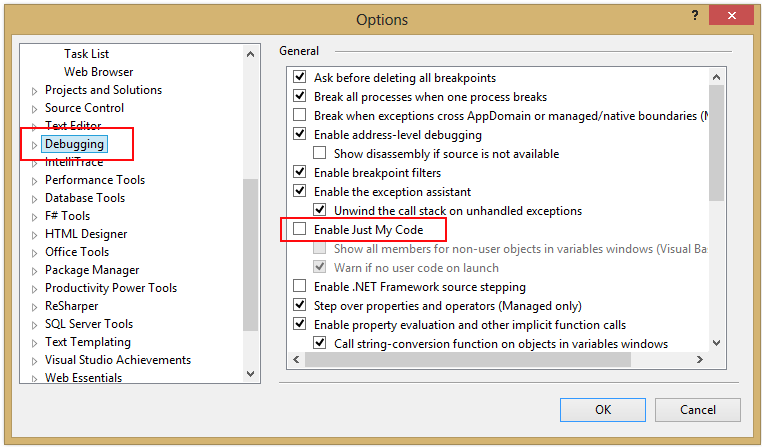 Options
?
Task List
Web Browser
Projects and Solutions
Source Control
Text Editor
Debugging
IntelliTrace
Performance Tools
Database Tools
F# Tools
HTML Designer
Office Tools
Package Manager
Productivity Power Tools
ReSharper
SQL Server Tools
Text Templating
Visual Studio Achievements
Web Essentials
General
Ask before deleting all breakpoints
Break all processes when one process breaks
Break when exceptions cross AppDomain or managed/native boundaries (M
Enable address-level debugging
Show disassembly if source is not available
Enable breakpoint filters
Enable the exception assistant
Unwind the call stack on unhandled exceptions
Enable Just My Code
Show all members for non-user objects in variables windows (Visual Ba
Warn if no user code on launch
Enable .NET Framework source stepping
Step over properties and operators (Managed only)
Enable property evaluation and other implicit function calls
Call string-conversion function on objects in variables windows
OK
Cancel